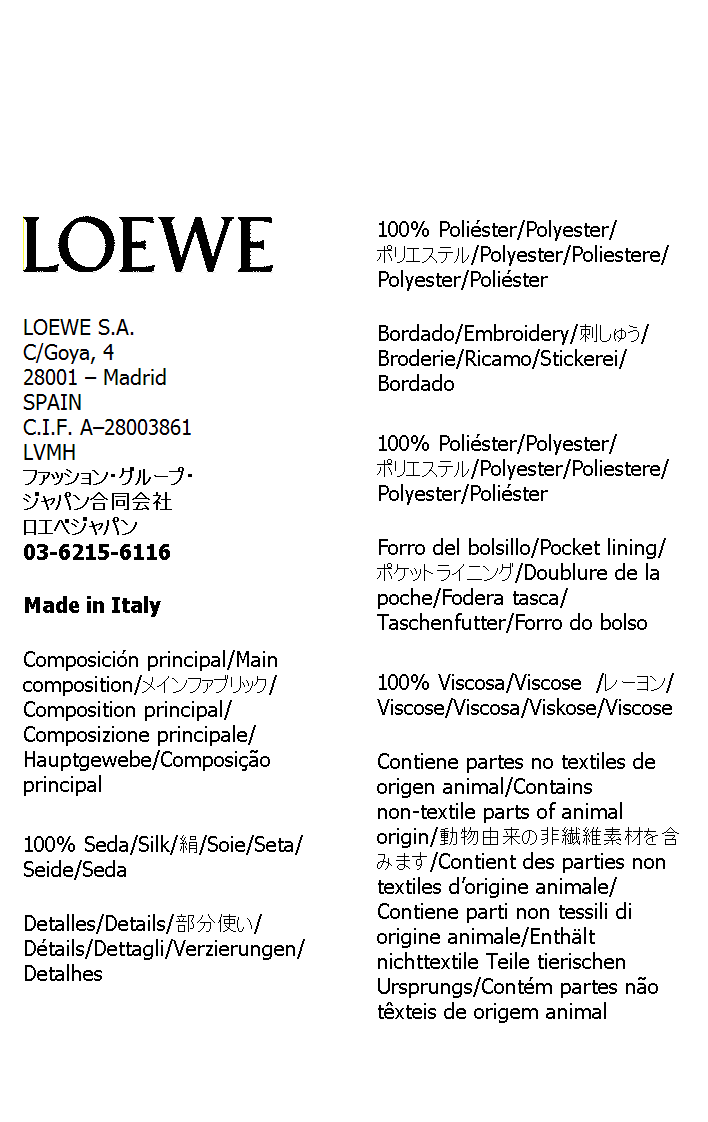 LOEWE
LOEWE S.A.
C/Goya, 4
28001 – Madrid
SPAIN
C.I.F. A–28003861
LVMH
ファッション・グループ・
ジャパン合同会社
ロエベジャパン
03-6215-6116
Made in Italy
Composición principal/Main
composition/メインファブリック/
Composition principal/
Composizione principale/
Hauptgewebe/Composição
principal
100% Seda/Silk/絹/Soie/Seta/
Seide/Seda
Detalles/Details/部分使い/
Détails/Dettagli/Verzierungen/
Detalhes
100% Poliéster/Polyester/
ポリエステル/Polyester/Poliestere/
Polyester/Poliéster
Bordado/Embroidery/刺しゅう/
Broderie/Ricamo/Stickerei/
Bordado
100% Poliéster/Polyester/
ポリエステル/Polyester/Poliestere/
Polyester/Poliéster
Forro del bolsillo/Pocket lining/
ポケットライニング/Doublure de la
poche/Fodera tasca/
Taschenfutter/Forro do bolso
100% Viscosa/Viscose /レーヨン/
Viscose/Viscosa/Viskose/Viscose
Contiene partes no textiles de
origen animal/Contains
non-textile parts of animal
origin/動物由来の非繊維素材を含
みます/Contient des parties non
textiles d’origine animale/
Contiene parti non tessili di
origine animale/Enthält
nichttextile Teile tierischen
Ursprungs/Contém partes não
têxteis de origem animal